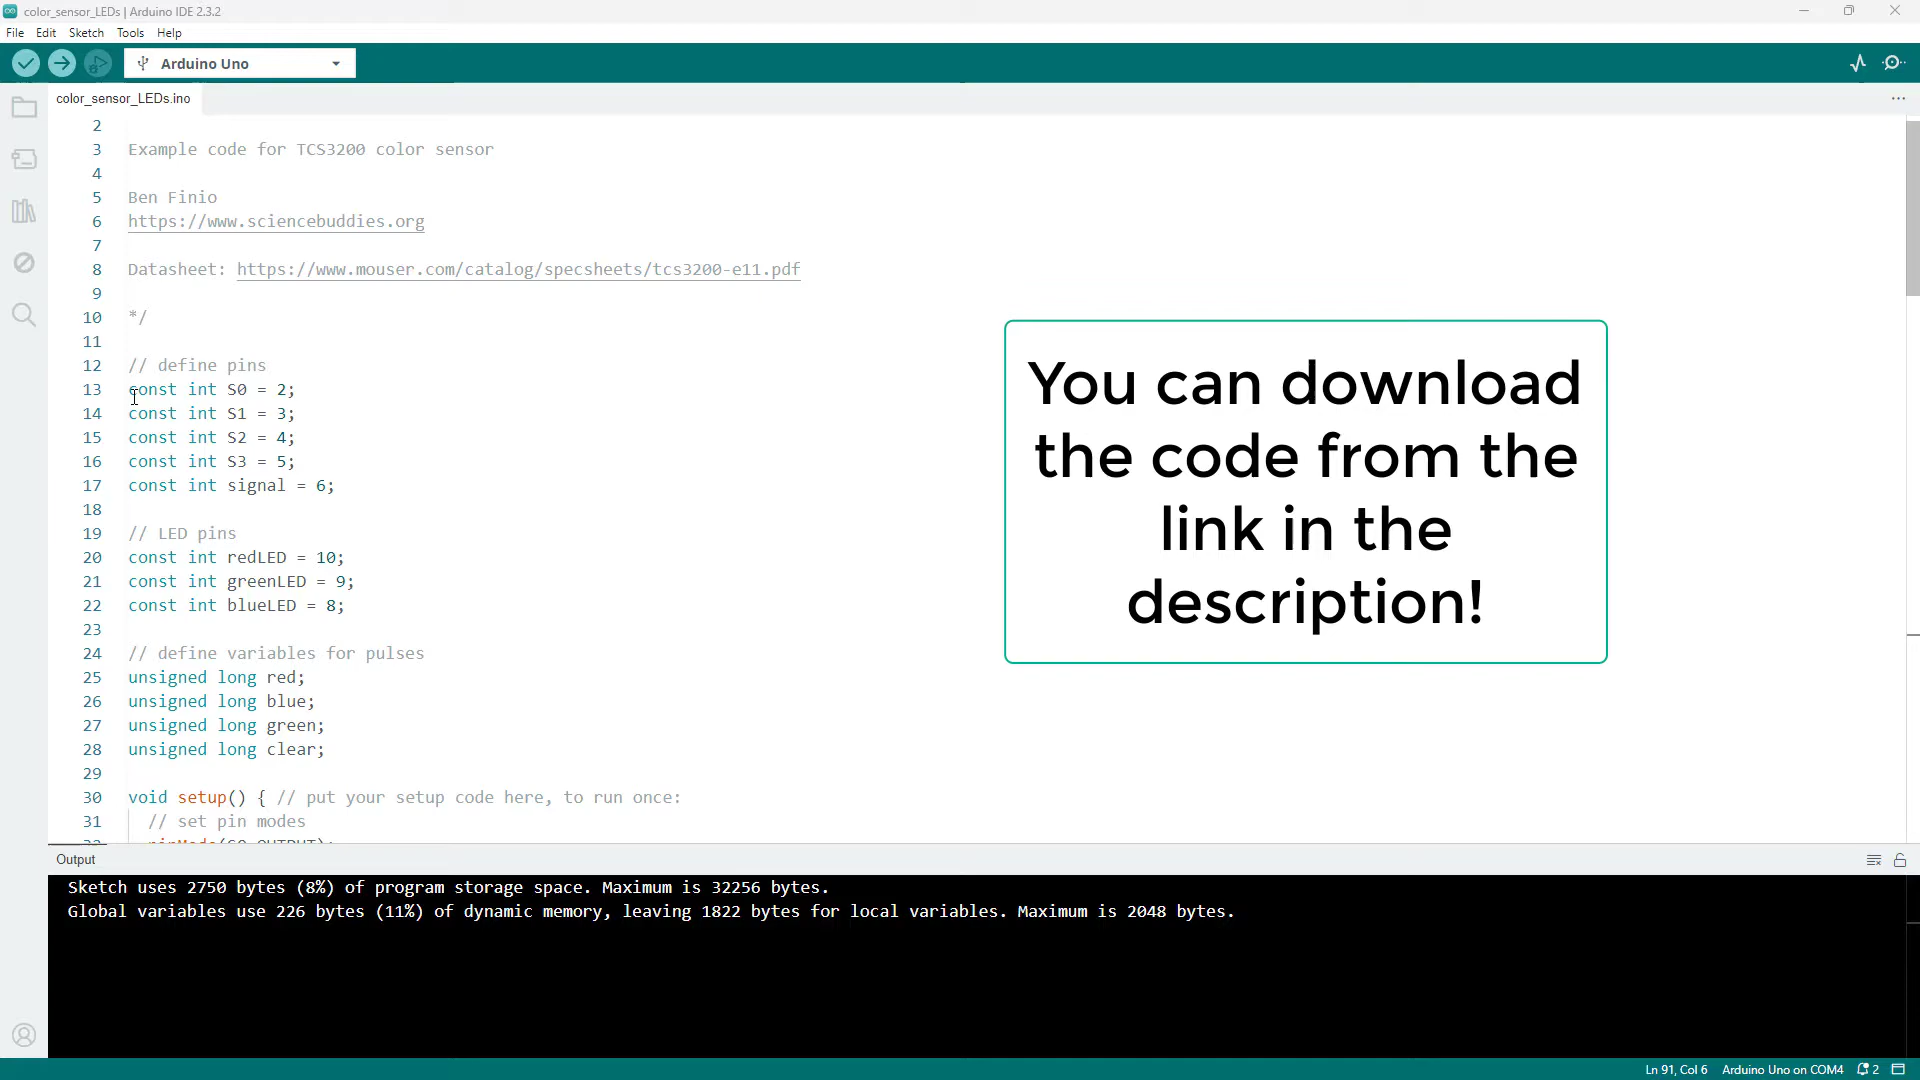 color_sensor_LEDs | Arduino IDE 2.3.2
File Edit Sketch Tools Help
Arduino Uno
color_sensor_LEDs.ino
2
3 Example code for TCS3200 color sensor
4
5 Ben Finio
6 https://www.sciencebuddies.org
7
8 Datasheet: https://www.mouser.com/catalog/specsheets/tcs3200-e11.pdf
9
10 */
11
12 // define pins
13 const int S0 = 2;
14 const int S1 = 3;
15 const int S2 = 4;
16 const int S3 = 5;
17 const int signal = 6;
18
19 // LED pins
20 const int redLED = 10;
21 const int greenLED = 9;
22 const int blueLED = 8;
23
24 // define variables for pulses
25 unsigned long red;
26 unsigned long blue;
27 unsigned long green;
28 unsigned long clear;
29
30 void setup() { // put your setup code here, to run once:
31 // set pin modes
32 pinMode(S0,OUTPUT);
You can download
the code from the
link in the
description!
Output
Sketch uses 2750 bytes (8%) of program storage space. Maximum is 32256 bytes.
Global variables use 226 bytes (11%) of dynamic memory, leaving 1822 bytes for local variables. Maximum is 2048 bytes.
Ln 91, Col 6 Arduino Uno on COM4 2